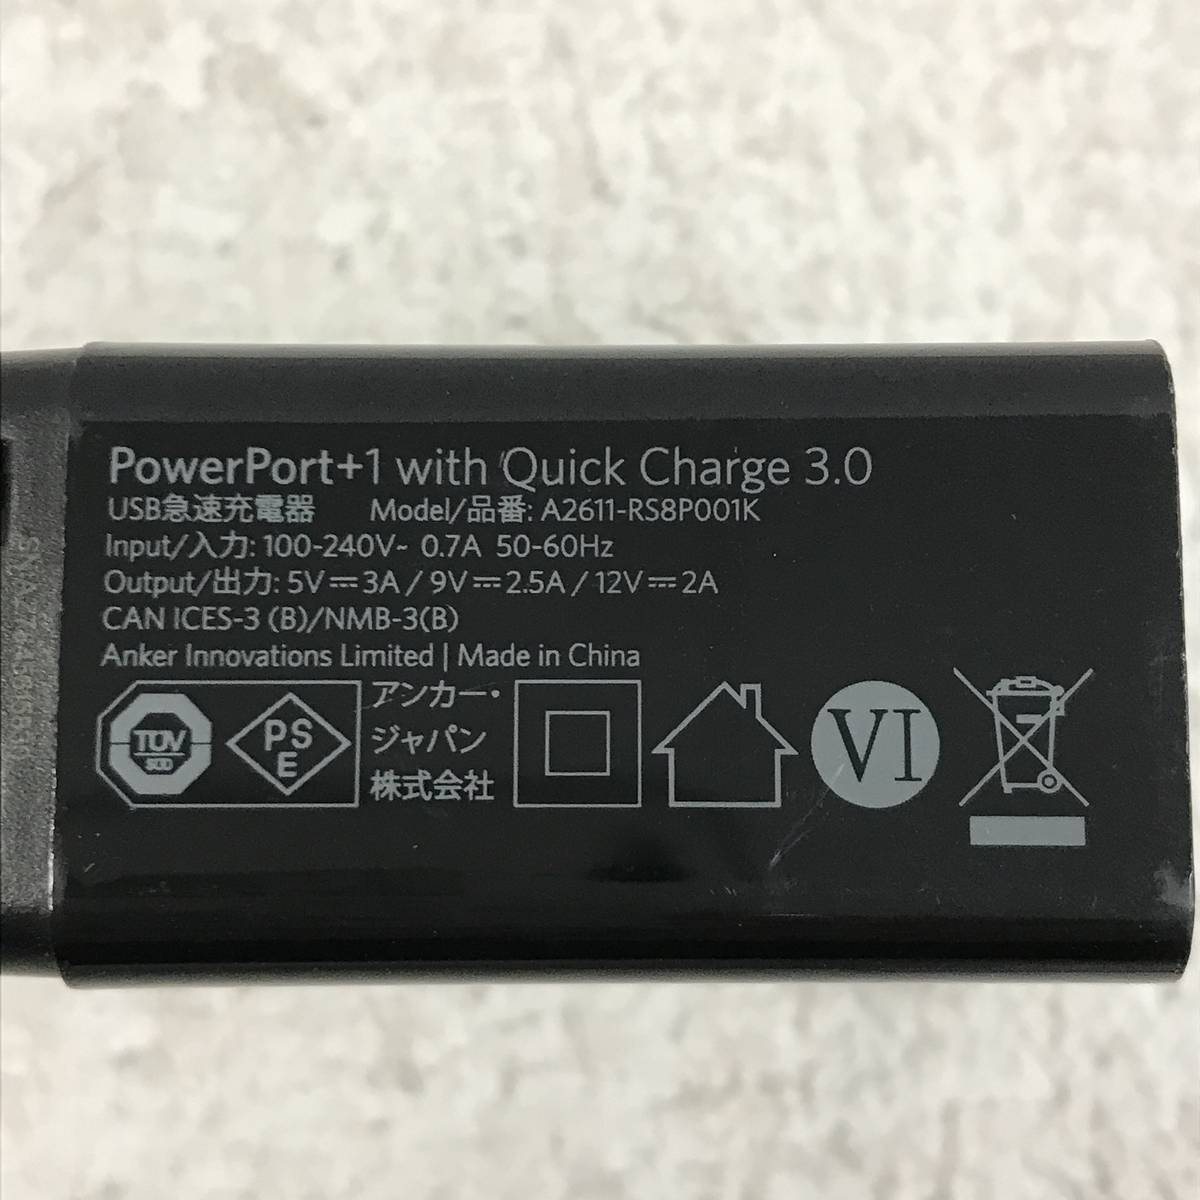 PowerPort+1 with Quick Charge 3.0
USB急速充電器 Model/品番: A2611-RS8P001K
Input/入力: 100-240V~ 0.7A 50-60Hz
Output/出力: 5V⎓3A / 9V⎓2.5A / 12V⎓2A
CAN ICES-3 (B)/NMB-3(B)
Anker Innovations Limited | Made in China
TÜV
SÜD
PS
E
アンカー・
ジャパン
株式会社
VI